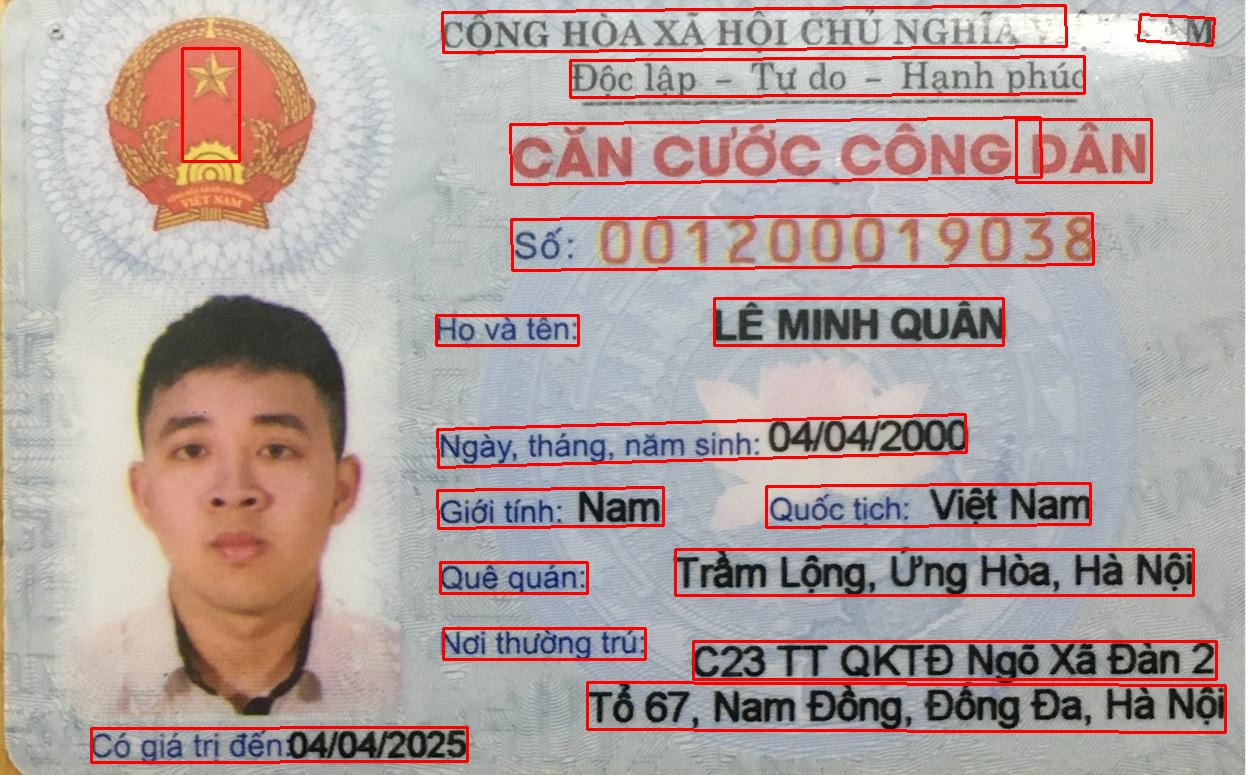 CỘNG HÒA XÃ HỘI CHỦ NGHĨA VIỆT NAM
Độc lập – Tự do – Hạnh phúc
CĂN CƯỚC CÔNG DÂN
Số: 001200019038
Họ và tên: LÊ MINH QUÂN
Ngày, tháng, năm sinh: 04/04/2000
Giới tính: Nam Quốc tịch: Việt Nam
Quê quán: Trầm Lộng, Ứng Hòa, Hà Nội
Nơi thường trú: C23 TT QKTĐ Ngõ Xã Đàn 2
Tổ 67, Nam Đồng, Đống Đa, Hà Nội
VIỆT NAM
Có giá trị đến: 04/04/2025